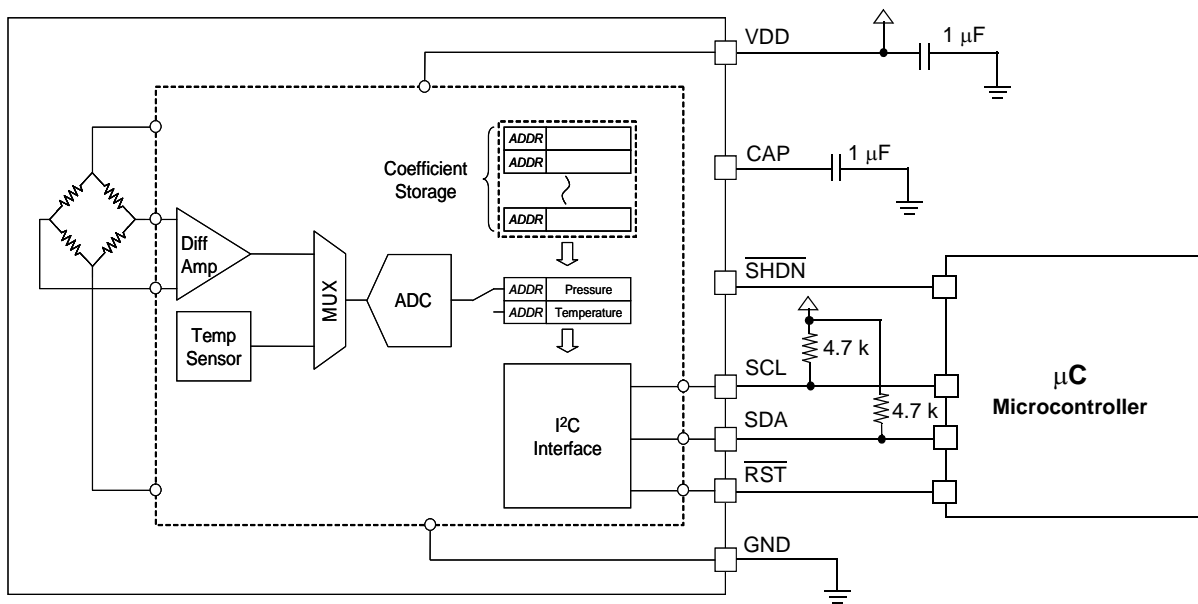 VDD
1 μF
CAP
1 μF
Coefficient
Storage
ADDR
ADDR
ADDR
Diff
Amp
MUX
ADC
ADDR Pressure
ADDR Temperature
Temp
Sensor
I²C
Interface
SHDN
4.7 k
SCL
4.7 k
SDA
RST
GND
μC
Microcontroller